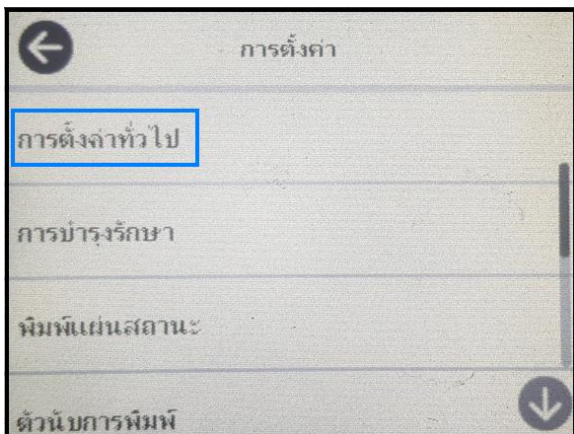 การตั้งค่า
การตั้งค่าทั่วไป
การบำรุงรักษา
พิมพ์แผ่นสถานะ
ตัวนับการพิมพ์